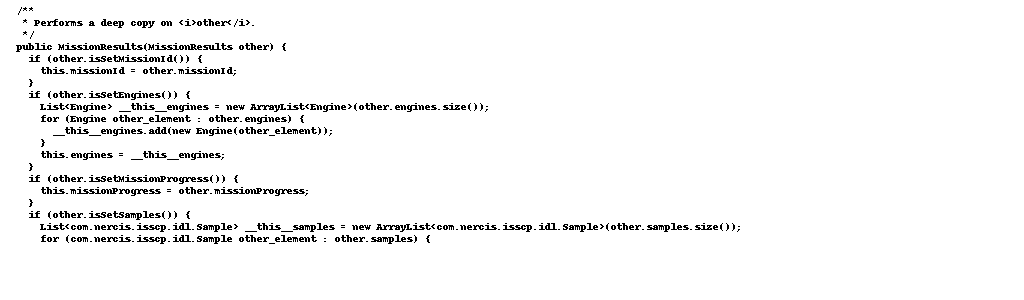 /**
 * Performs a deep copy on <i>other</i>.
 */
public MissionResults(MissionResults other) {
  if (other.isSetMissionId()) {
    this.missionId = other.missionId;
  }
  if (other.isSetEngines()) {
    List<Engine> __this__engines = new ArrayList<Engine>(other.engines.size());
    for (Engine other_element : other.engines) {
      __this__engines.add(new Engine(other_element));
    }
    this.engines = __this__engines;
  }
  if (other.isSetMissionProgress()) {
    this.missionProgress = other.missionProgress;
  }
  if (other.isSetSamples()) {
    List<com.nercis.isscp.idl.Sample> __this__samples = new ArrayList<com.nercis.isscp.idl.Sample>(other.samples.size());
    for (com.nercis.isscp.idl.Sample other_element : other.samples) {